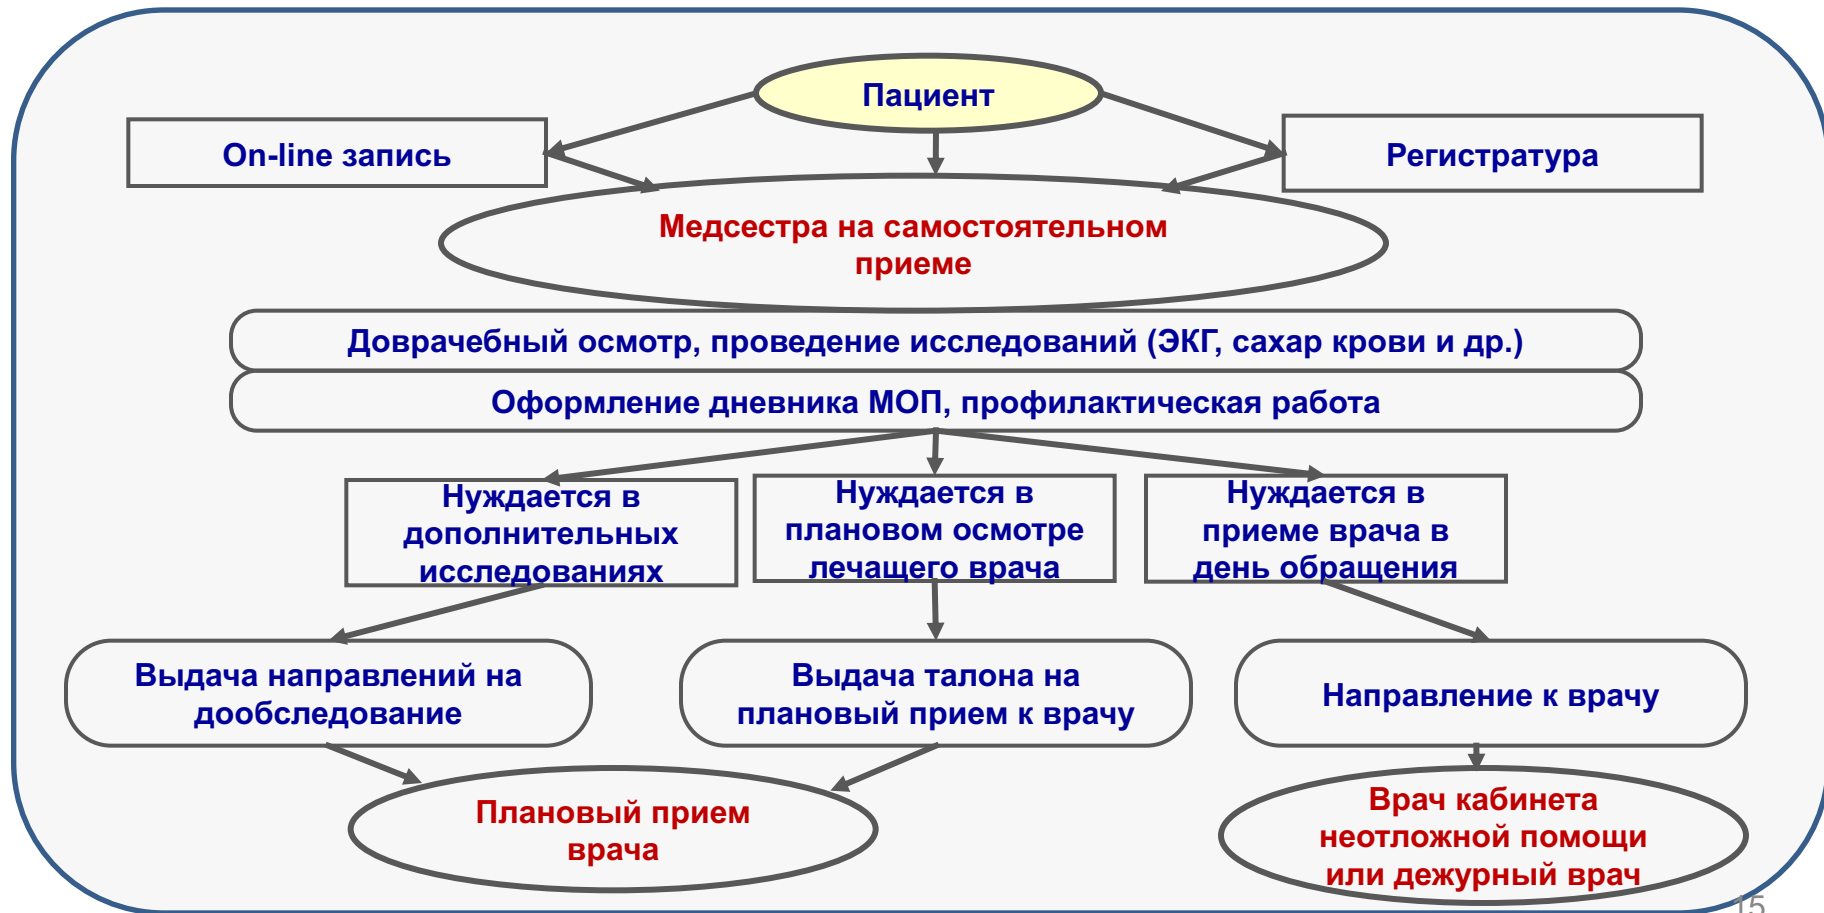 Пациент
On-line запись
Регистратура
Медсестра на самостоятельном
приеме
Доврачебный осмотр, проведение исследований (ЭКГ, сахар крови и др.)
Оформление дневника МОП, профилактическая работа
Нуждается в
дополнительных
исследованиях
Нуждается в
плановом осмотре
лечащего врача
Нуждается в
приеме врача в
день обращения
Выдача направлений на
дообследование
Выдача талона на
плановый прием к врачу
Направление к врачу
Плановый прием
врача
Врач кабинета
неотложной помощи
или дежурный врач
15